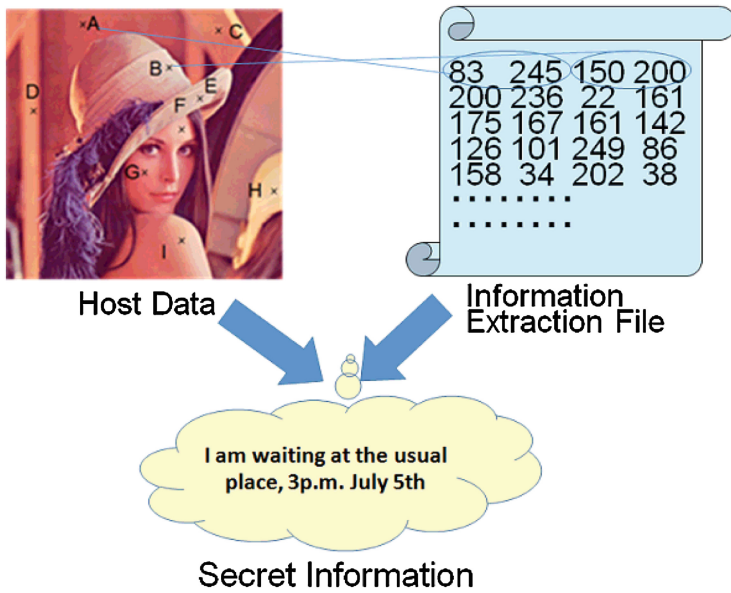 A
C
B
D
E
F
G
H
I
83 245 150 200
200 236 22 161
175 167 161 142
126 101 249 86
158 34 202 38
........
........
Host Data
Information
Extraction File
I am waiting at the usual
place, 3p.m. July 5th
Secret Information